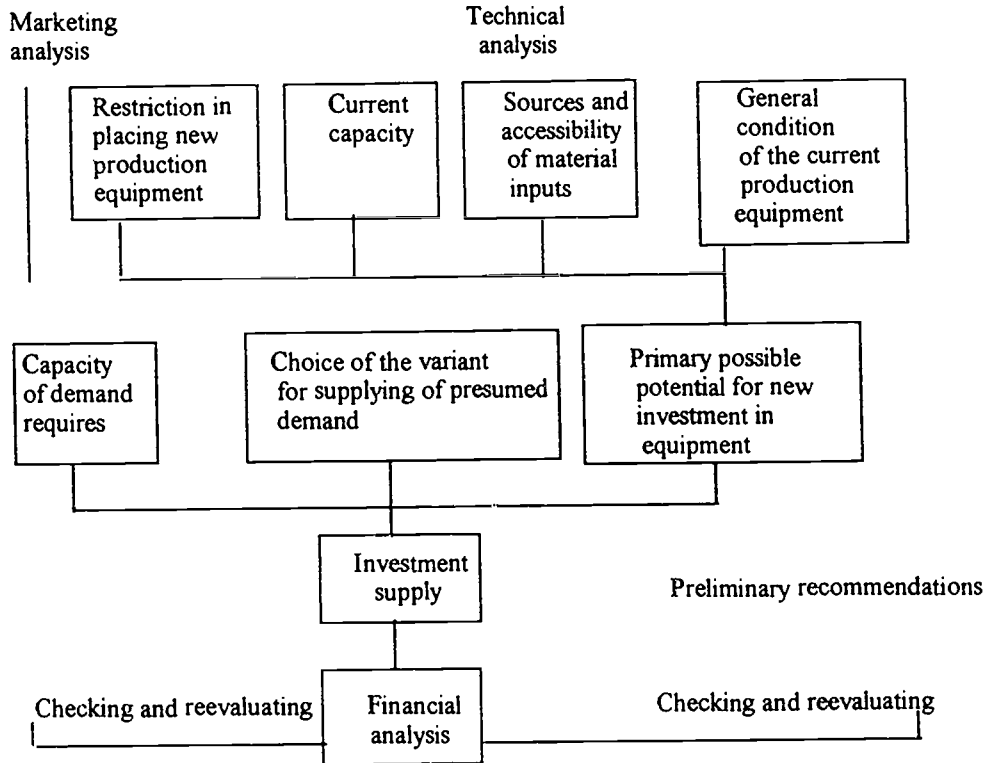 Marketing
analysis
Technical
analysis
Restriction in
placing new
production
equipment
Current
capacity
Sources and
accessibility
of material
inputs
General
condition
of the current
production
equipment
Capacity
of demand
requires
Choice of the variant
for supplying of presumed
demand
Primary possible
potential for new
investment in
equipment
Investment
supply
Preliminary recommendations
Checking and reevaluating
Financial
analysis
Checking and reevaluating